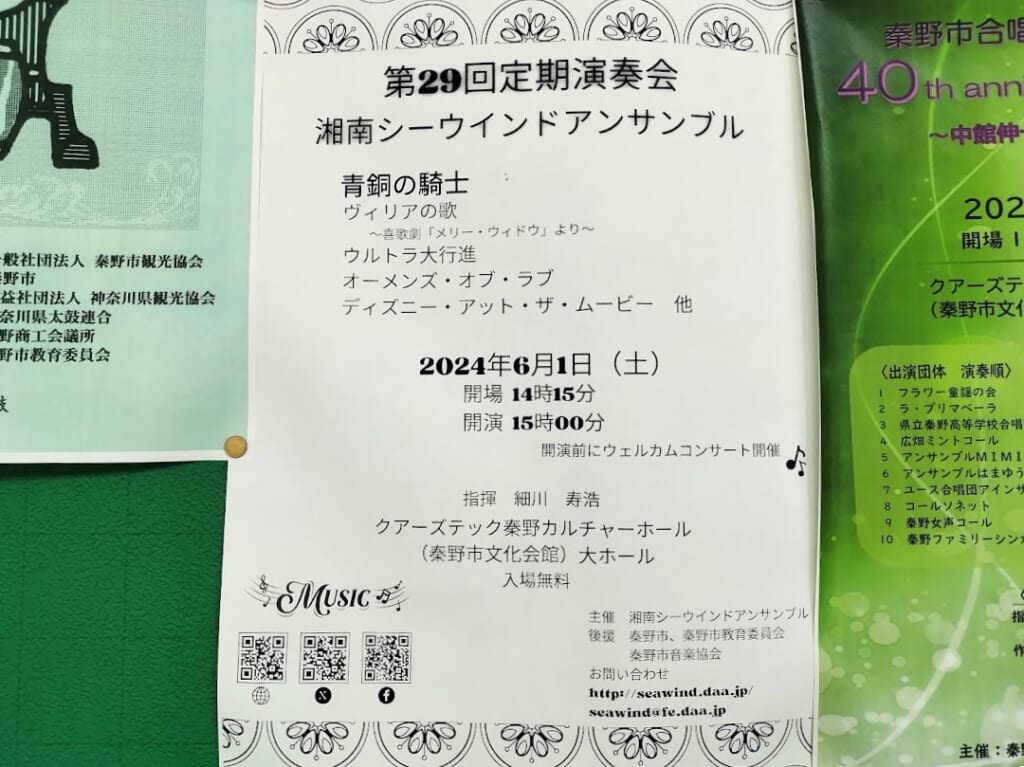 第29回定期演奏会
湘南シーウインドアンサンブル
青銅の騎士
ヴィリアの歌
～喜歌劇「メリー・ウィドウ」より～
ウルトラ大行進
オーメンズ・オブ・ラブ
ディズニー・アット・ザ・ムービー 他
2024年6月1日（土）
開場 14時15分
開演 15時00分
開演前にウェルカムコンサート開催
指揮 細川 寿浩
クアーズテック秦野カルチャーホール
（秦野市文化会館）大ホール
入場無料
MUSIC
主催 湘南シーウインドアンサンブル
後援 秦野市、秦野市教育委員会
秦野市音楽協会
お問い合わせ
http://seawind.daa.jp/
seawind@fe.daa.jp
般社団法人 秦野市観光協会
野市
益社団法人 神奈川県観光協会
奈川県太鼓連合
野商工会議所
野市教育委員会
秦野市合唱
40th ann
～中館伸一
202
開場 1
クアーズテッ
（秦野市文化
〈出演団体 演奏順〉
1 フラワー童謡の会
2 ラ・プリマベーラ
3 県立秦野高等学校合唱
4 広畑ミントコール
5 アンサンブルMIMI
6 アンサンブルはまゆう
7 ユース合唱団アインサ
8 コールソネット
9 秦野女声コール
10 秦野ファミリーシンガ
指
作
主催：秦